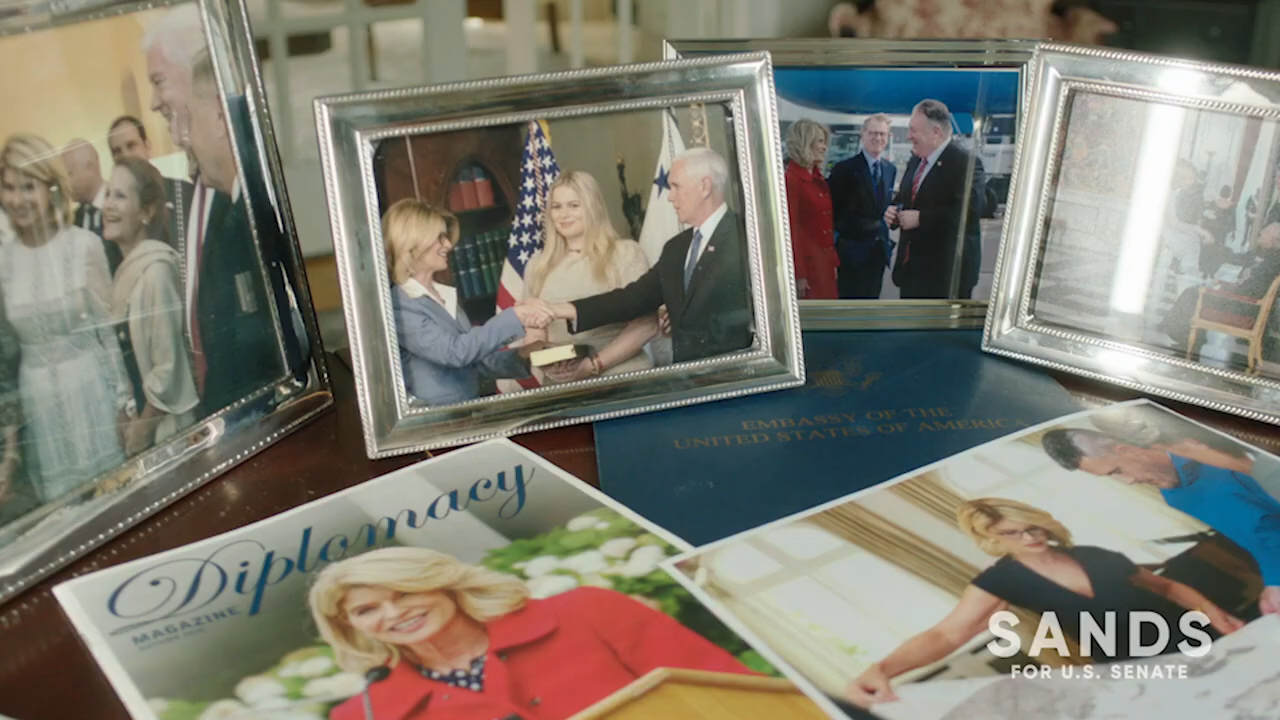 EMBASSY OF THE
UNITED STATES OF AMERICA
Diplomacy
MAGAZINE
SANDS
FOR U.S. SENATE